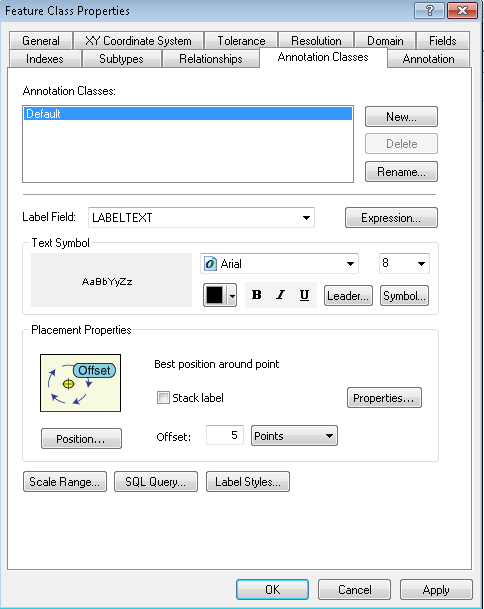 Feature Class Properties
General XY Coordinate System Tolerance Resolution Domain Fields
Indexes Subtypes Relationships Annotation Classes Annotation
Annotation Classes:
Default
New...
Delete
Rename...
Label Field: LABELTEXT Expression...
Text Symbol
AaBbYyZz Arial 8
B I U Leader... Symbol...
Placement Properties
Offset
Best position around point
Stack label Properties...
Position... Offset: 5 Points
Scale Range... SQL Query... Label Styles...
OK Cancel Apply